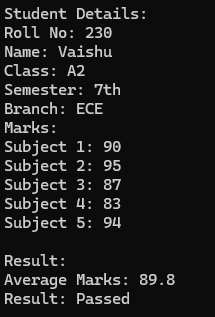 Student Details:
Roll No: 230
Name: Vaishu
Class: A2
Semester: 7th
Branch: ECE
Marks:
Subject 1: 90
Subject 2: 95
Subject 3: 87
Subject 4: 83
Subject 5: 94

Result:
Average Marks: 89.8
Result: Passed